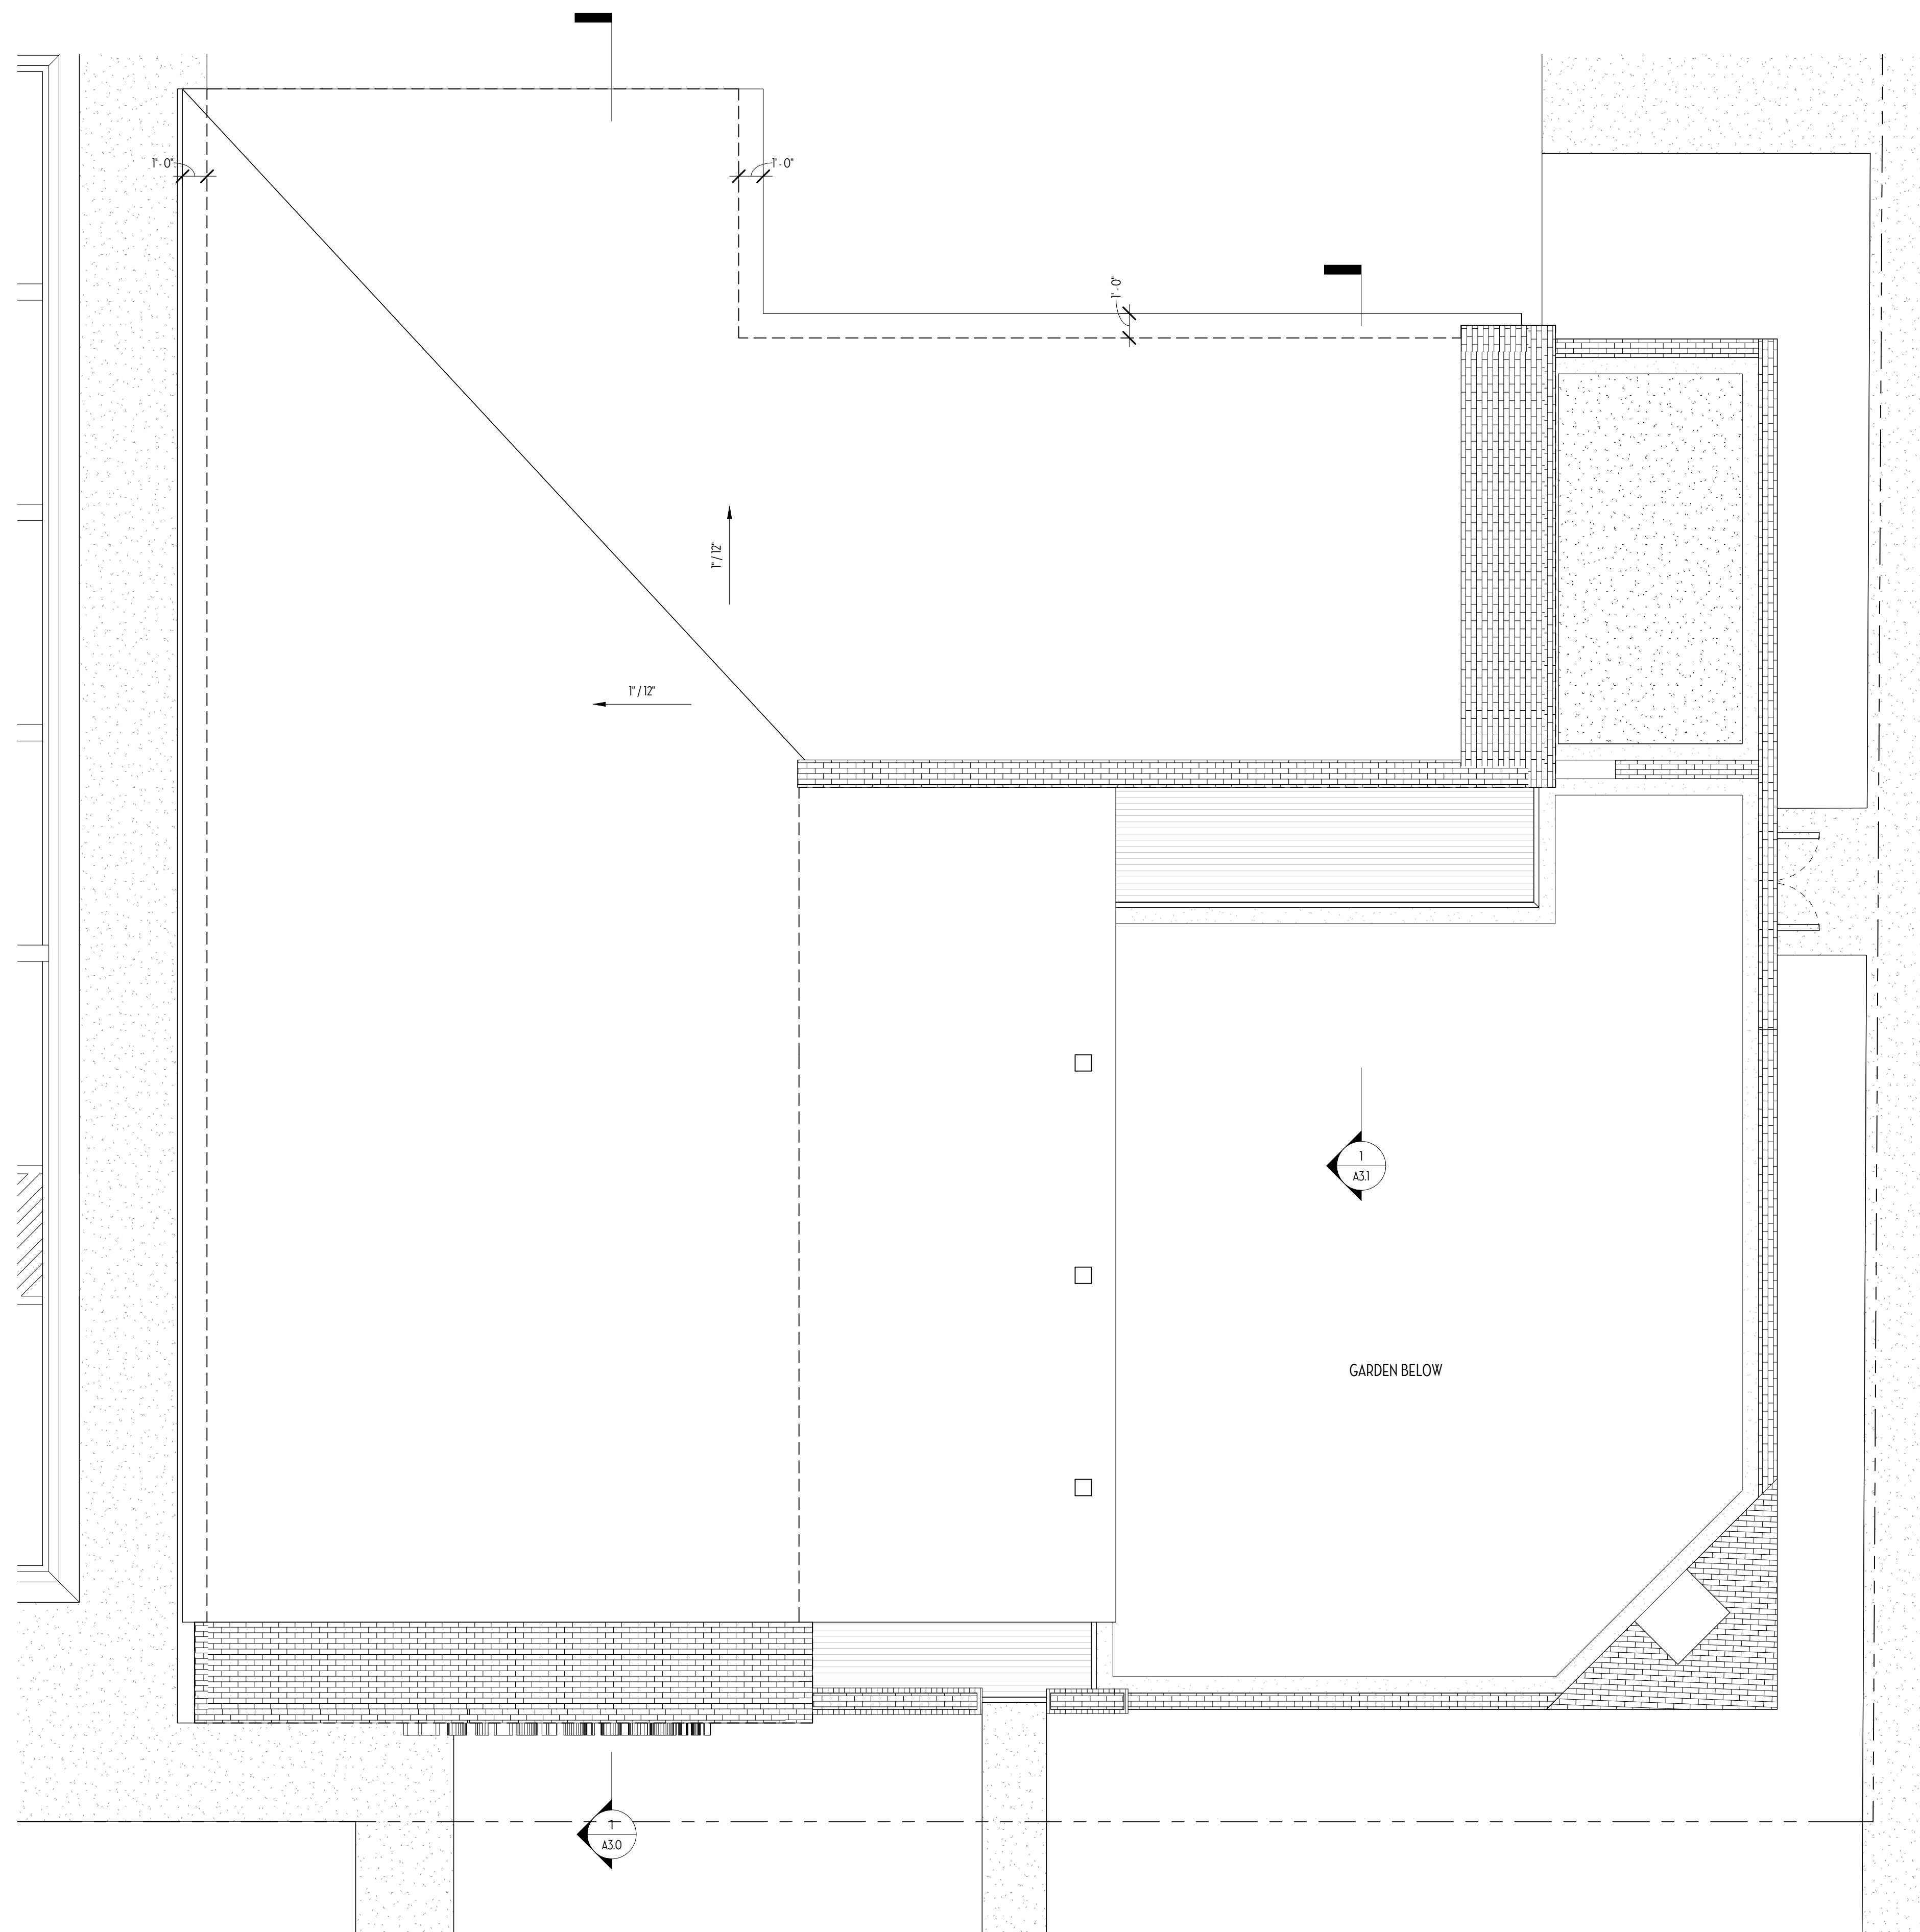 1' - 0"
1' - 0"
1' - 0"
1" / 12"
1" / 12"
1
A3.1
GARDEN BELOW
1
A3.0